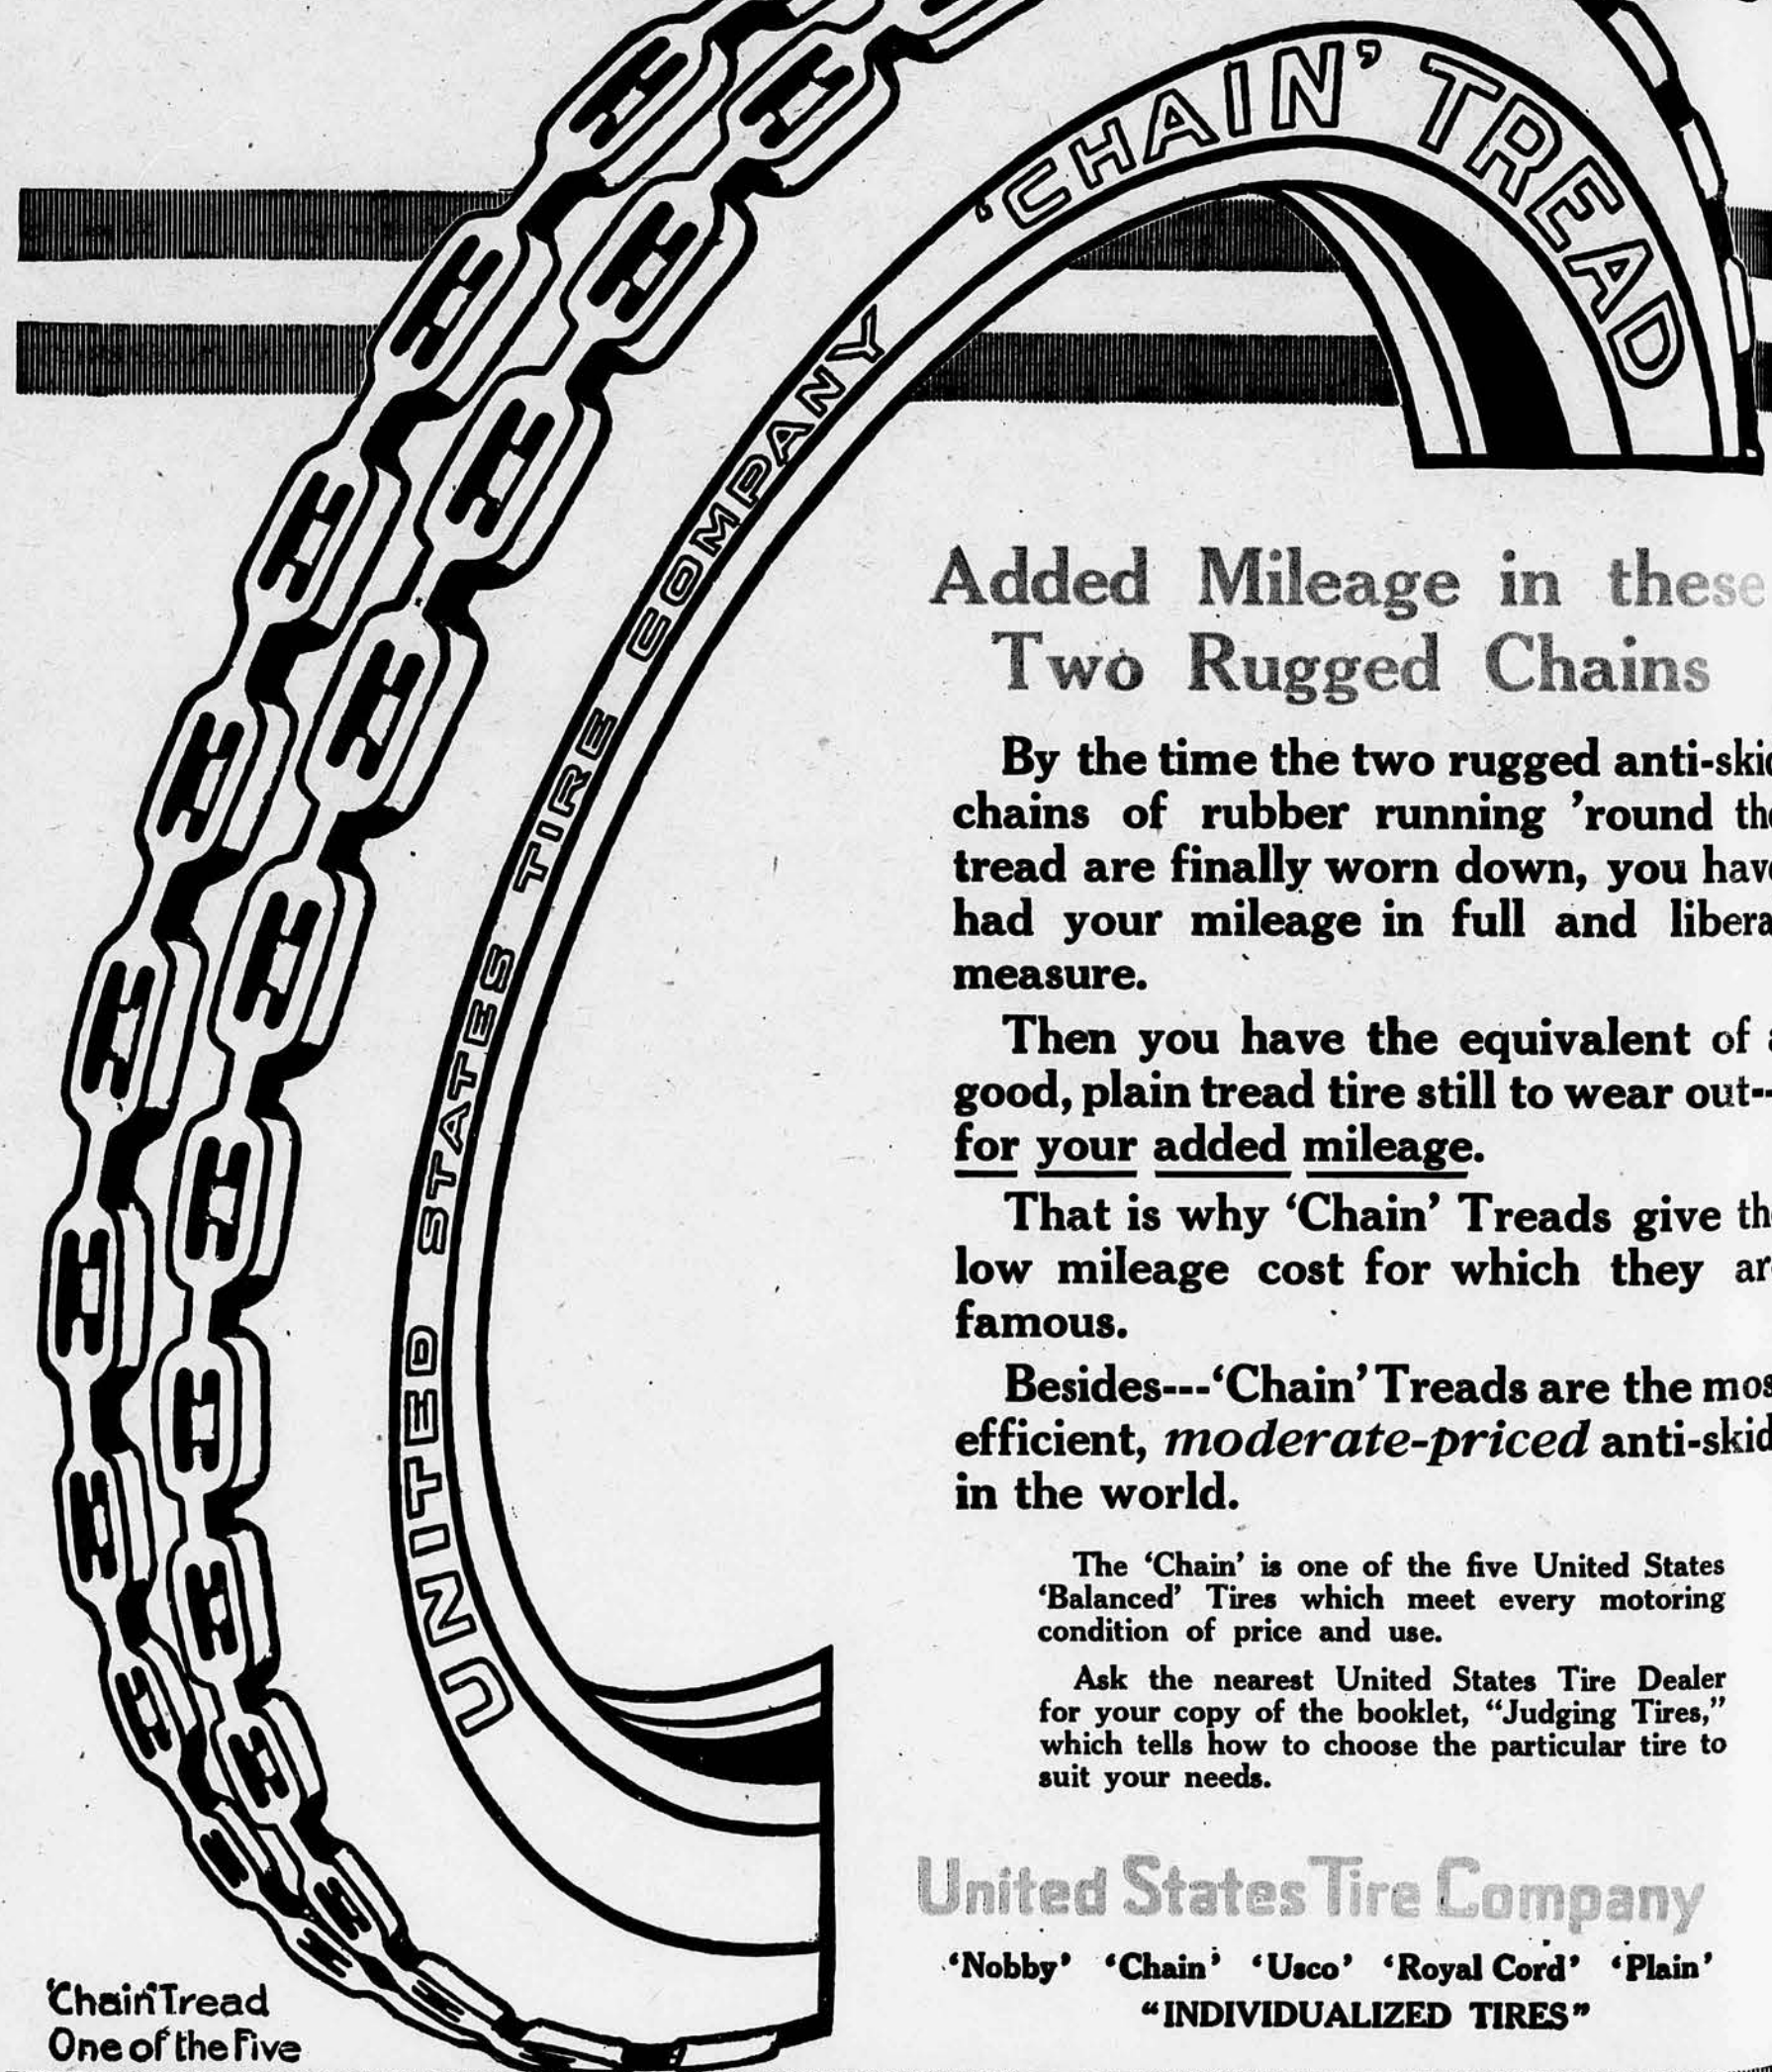 'CHAIN' TREAD
UNITED STATES TIRE COMPANY
Added Mileage in these
Two Rugged Chains
By the time the two rugged anti-skid
chains of rubber running 'round the
tread are finally worn down, you have
had your mileage in full and libera
measure.
Then you have the equivalent of a
good, plain tread tire still to wear out--
for your added mileage.
That is why 'Chain' Treads give th
low mileage cost for which they ar
famous.
Besides---'Chain' Treads are the mos
efficient, moderate-priced anti-skid
in the world.
The 'Chain' is one of the five United States
'Balanced' Tires which meet every motoring
condition of price and use.
Ask the nearest United States Tire Dealer
for your copy of the booklet, "Judging Tires,"
which tells how to choose the particular tire to
suit your needs.
United States Tire Company
'Nobby' 'Chain' 'Usco' 'Royal Cord' 'Plain'
"INDIVIDUALIZED TIRES"
'Chain' Tread
One of the Five